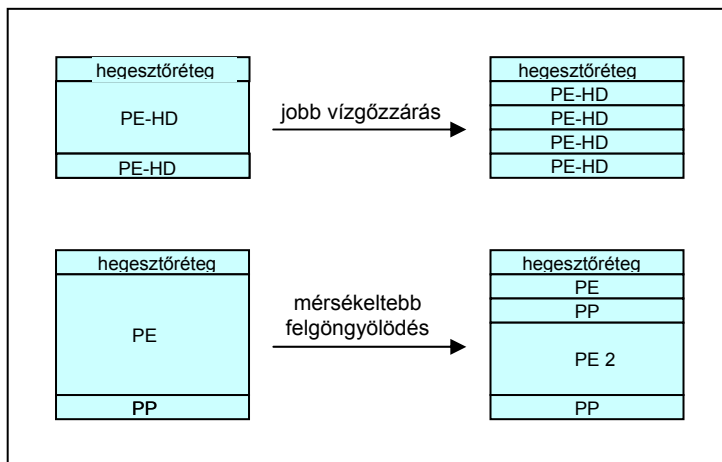 hegesztőréteg
PE-HD
PE-HD
jobb vízgőzzárás
hegesztőréteg
PE-HD
PE-HD
PE-HD
PE-HD
hegesztőréteg
PE
PP
mérsékeltebb
felgöngyölödés
hegesztőréteg
PE
PP
PE 2
PP